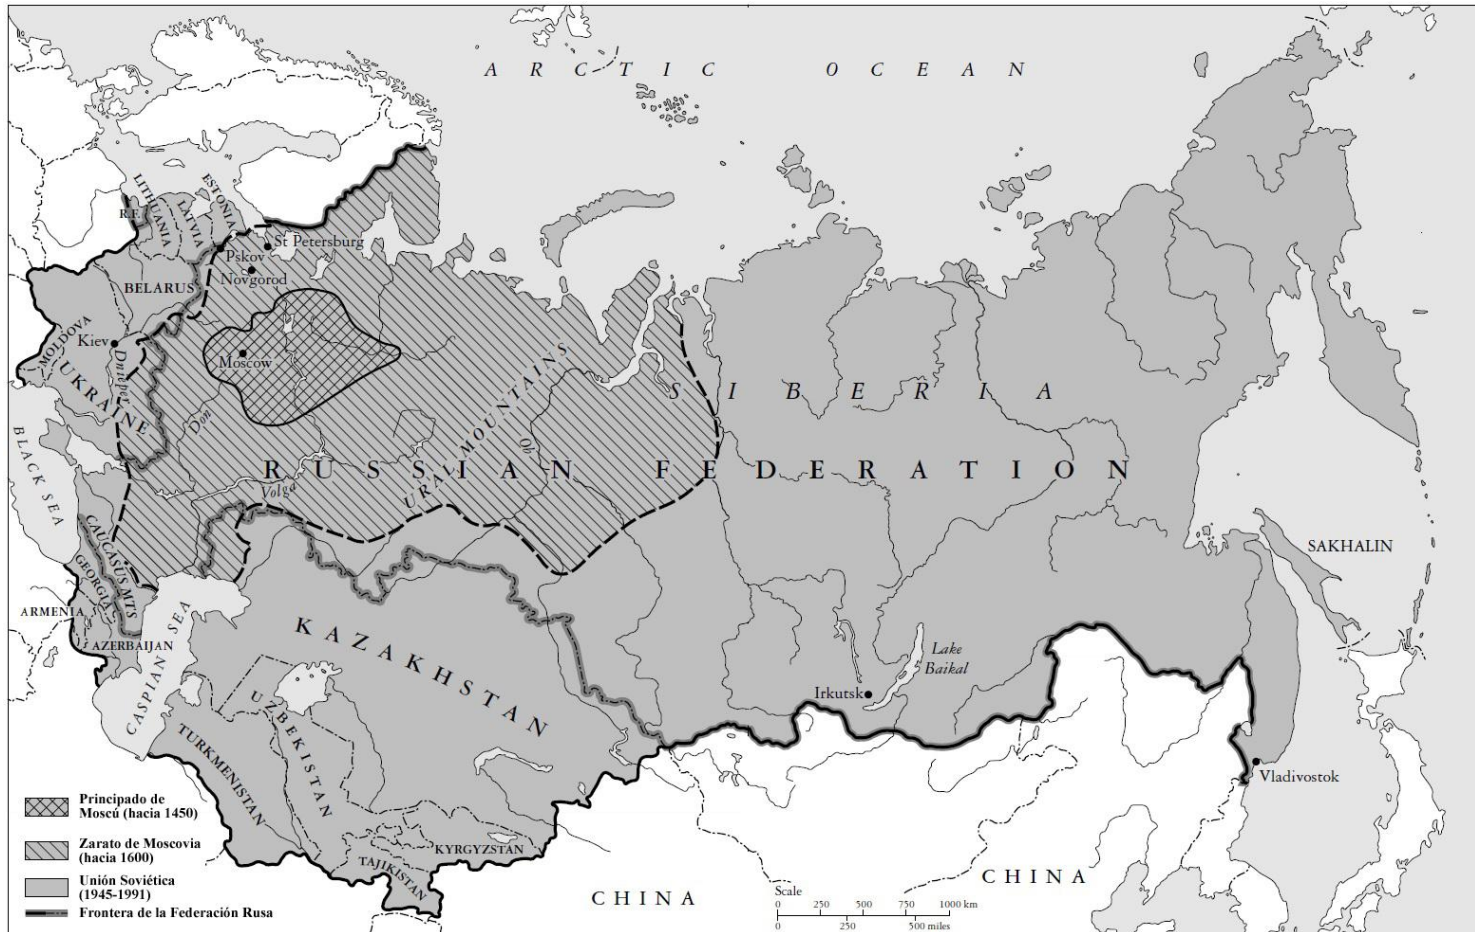 ARCTIC OCEAN
LITHUANIA
LATVIA
ESTONIA
R.F.
St Petersburg
Pskov
Novgorod
BELARUS
MOLDOVA
Kiev
Dnieper
UKRAINE
Moscow
Don
URAL MOUNTAINS
Ob
SIBERIA
RUSSIAN FEDERATION
Volga
BLACK SEA
CAUCASUS MTS
GEORGIA
ARMENIA
AZERBAIJAN
CASPIAN SEA
KAZAKHSTAN
SAKHALIN
Lake
Baikal
Irkutsk
UZBEKISTAN
TURKMENISTAN
Vladivostok
KYRGYZSTAN
TAJIKISTAN
CHINA
CHINA
Principado de
Moscú (hacia 1450)
Zarato de Moscovia
(hacia 1600)
Unión Soviética
(1945-1991)
Frontera de la Federación Rusa
Scale
0 250 500 750 1000 km
0 250 500 miles